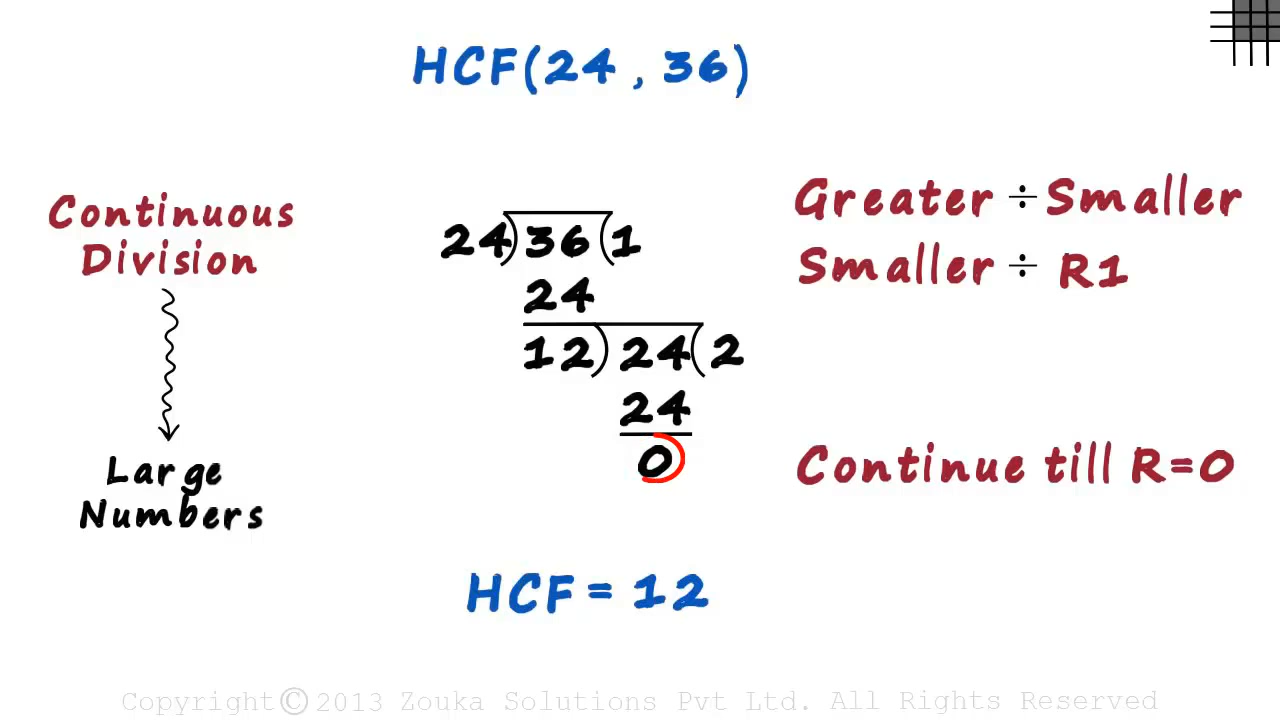 HCF(24 , 36)
Continuous
Division
Large
Numbers
24)36(1
24
12)24(2
24
0
Greater ÷ Smaller
Smaller ÷ R1
Continue till R=0
HCF = 12
Copyright © 2013 Zouka Solutions Pvt Ltd. All Rights Reserved